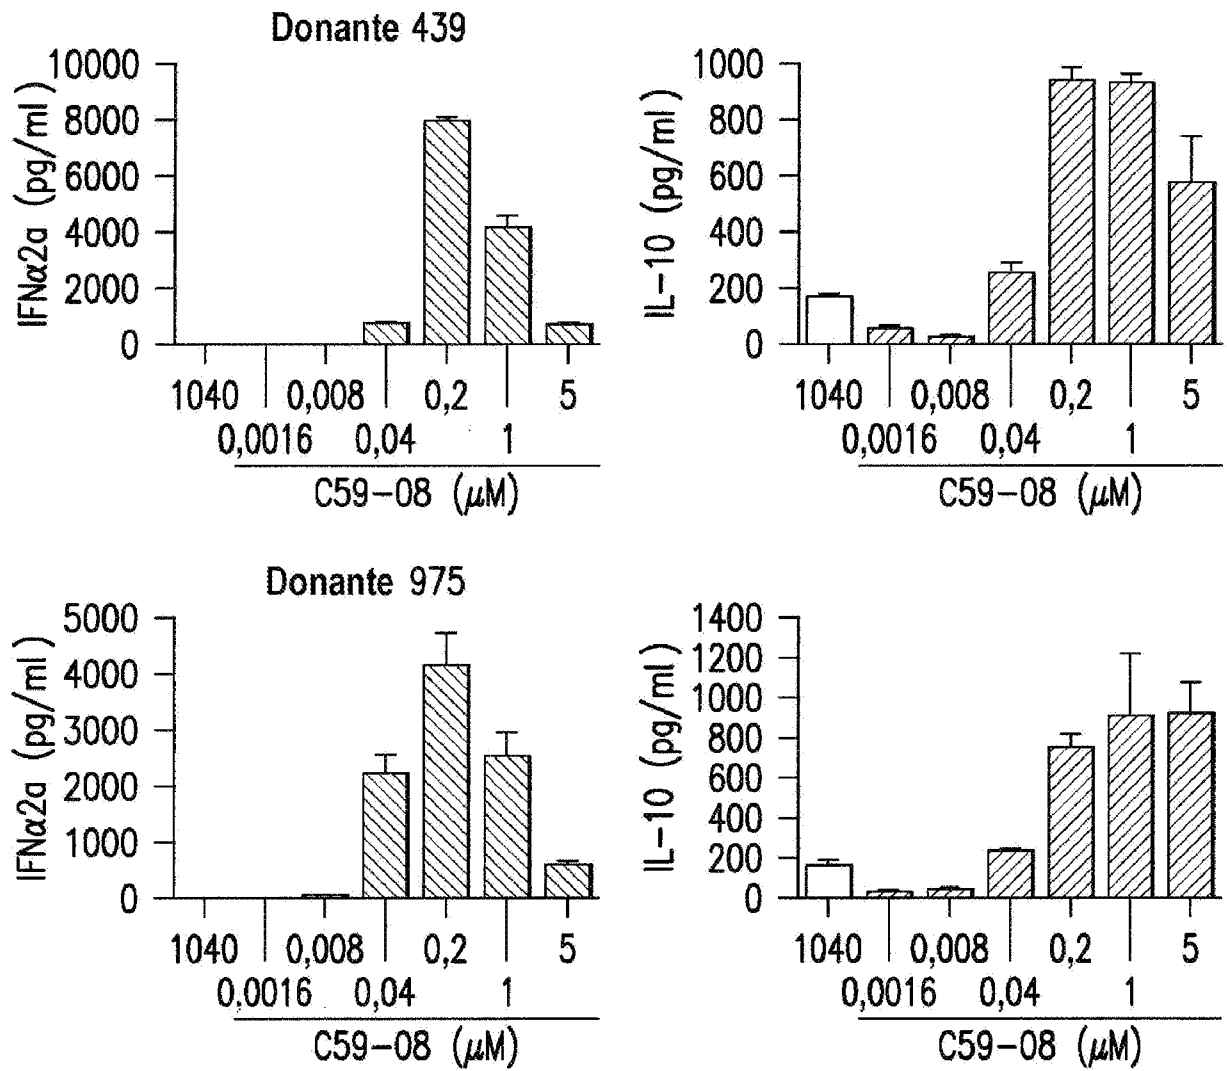 Donante 439
IFNα2a (pg/ml)
10000
8000
6000
4000
2000
0
1040 0,008 0,2 5
0,0016 0,04 1
C59-08 (μM)
IL-10 (pg/ml)
1000
800
600
400
200
0
1040 0,008 0,2 5
0,0016 0,04 1
C59-08 (μM)
Donante 975
IFNα2a (pg/ml)
5000
4000
3000
2000
1000
0
1040 0,008 0,2 5
0,0016 0,04 1
C59-08 (μM)
IL-10 (pg/ml)
1400
1200
1000
800
600
400
200
0
1040 0,008 0,2 5
0,0016 0,04 1
C59-08 (μM)